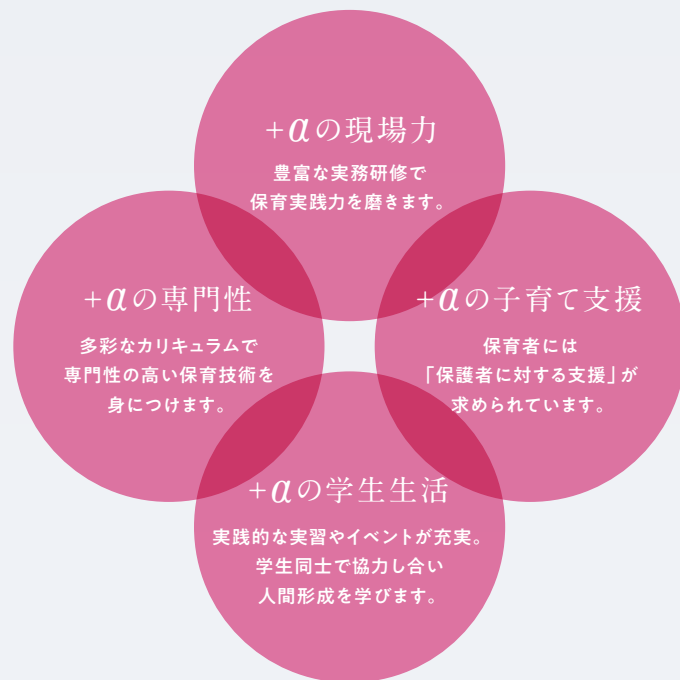 +αの現場力
豊富な実務研修で
保育実践力を磨きます。
+αの専門性
多彩なカリキュラムで
専門性の高い保育技術を
身につけます。
+αの子育て支援
保育者には
「保護者に対する支援」が
求められています。
+αの学生生活
実践的な実習やイベントが充実。
学生同士で協力し合い
人間形成を学びます。